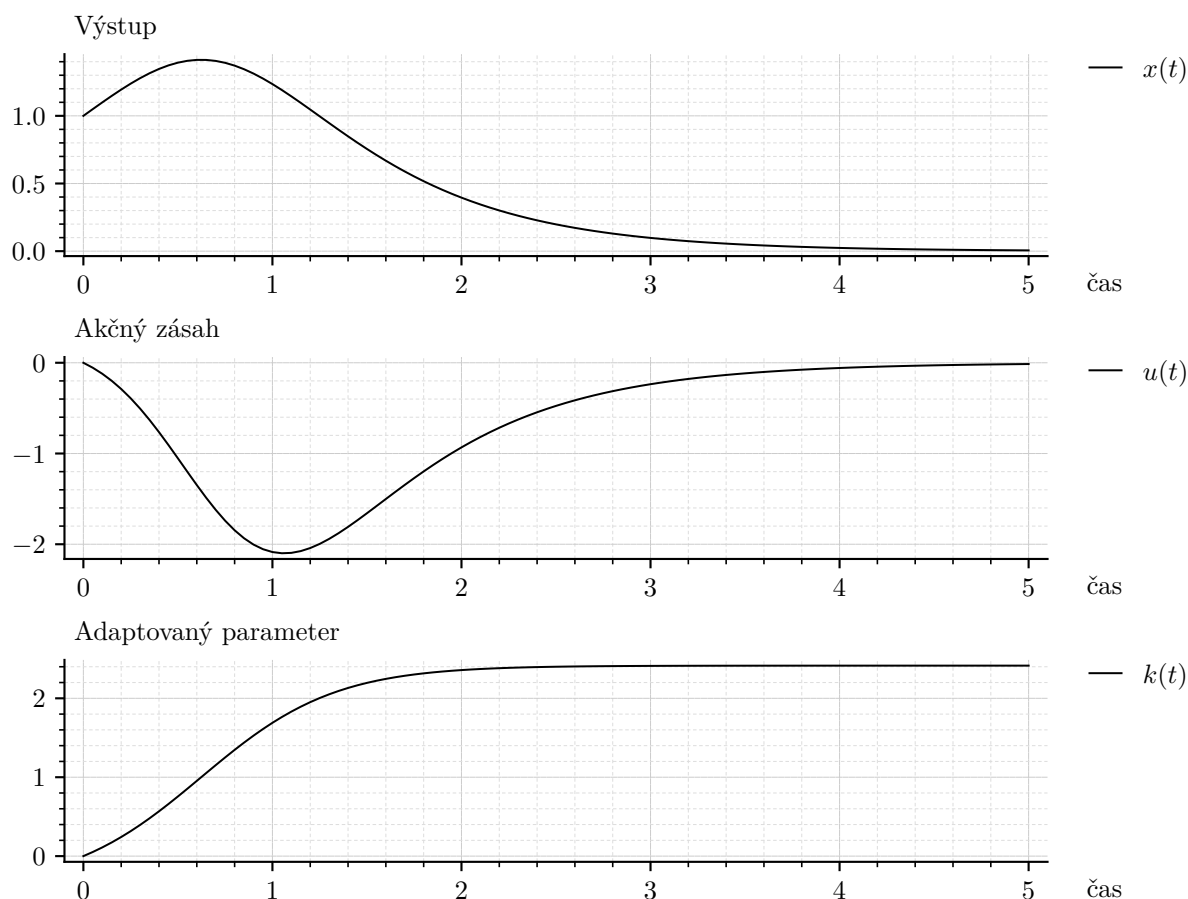 Výstup
x(t)
1.0
0.5
0.0
0 1 2 3 4 5 čas
Akčný zásah
u(t)
0
−1
−2
0 1 2 3 4 5 čas
Adaptovaný parameter
k(t)
2
1
0
0 1 2 3 4 5 čas